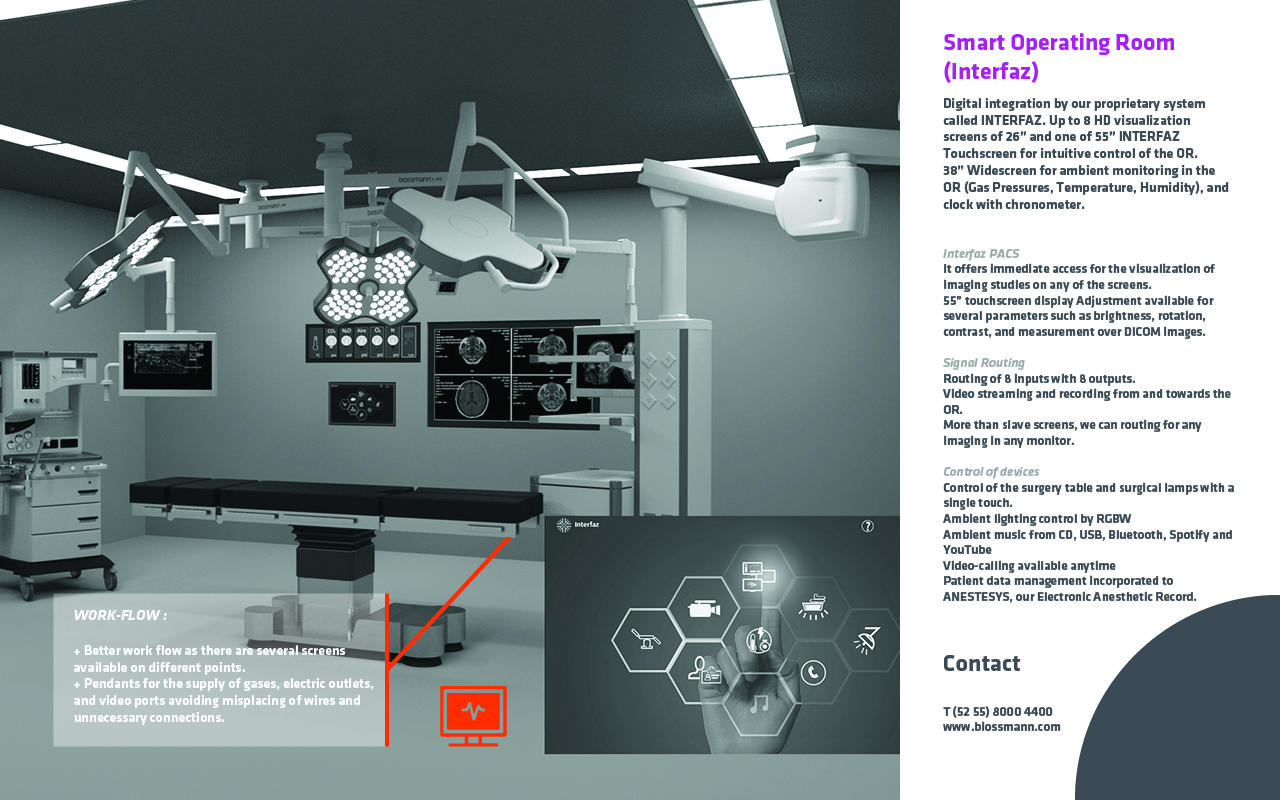 Smart Operating Room
(Interfaz)
Digital integration by our proprietary system
called INTERFAZ. Up to 8 HD visualization
screens of 26” and one of 55” INTERFAZ
Touchscreen for intuitive control of the OR.
38” Widescreen for ambient monitoring in the
OR (Gas Pressures, Temperature, Humidity), and
clock with chronometer.
Interfaz PACS
It offers immediate access for the visualization of
imaging studies on any of the screens.
55” touchscreen display Adjustment available for
several parameters such as brightness, rotation,
contrast, and measurement over DICOM images.
Signal Routing
Routing of 8 inputs with 8 outputs.
Video streaming and recording from and towards the
OR.
More than slave screens, we can routing for any
imaging in any monitor.
Control of devices
Control of the surgery table and surgical lamps with a
single touch.
Ambient lighting control by RGBW
Ambient music from CD, USB, Bluetooth, Spotify and
YouTube
Video-calling available anytime
Patient data management incorporated to
ANESTESYS, our Electronic Anesthetic Record.
Contact
T (52 55) 8000 4400
www.blossmann.com
CO₂ N₂O Aire O₂ N
Interfaz
?
WORK-FLOW :
+ Better work flow as there are several screens
available on different points.
+ Pendants for the supply of gases, electric outlets,
and video ports avoiding misplacing of wires and
unnecessary connections.